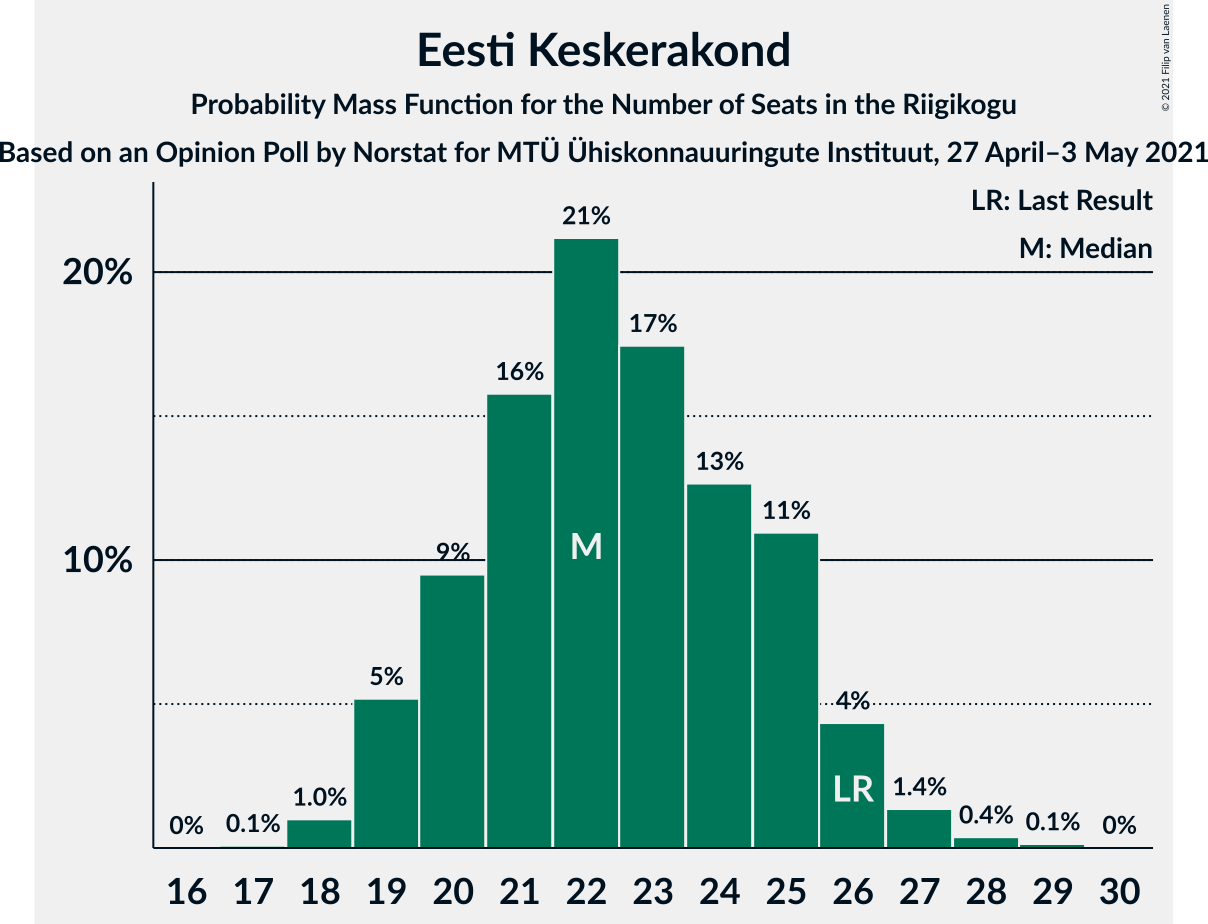 Eesti Keskerakond
Probability Mass Function for the Number of Seats in the Riigikogu
Based on an Opinion Poll by Norstat for MTÜ Ühiskonnauuringute Instituut, 27 April–3 May 2021
© 2021 Filip van Laenen
LR: Last Result
M: Median
20%
10%
0%
0.1%
1.0%
5%
9%
16%
21%
17%
13%
11%
4%
1.4%
0.4%
0.1%
0%
M
LR
16 17 18 19 20 21 22 23 24 25 26 27 28 29 30